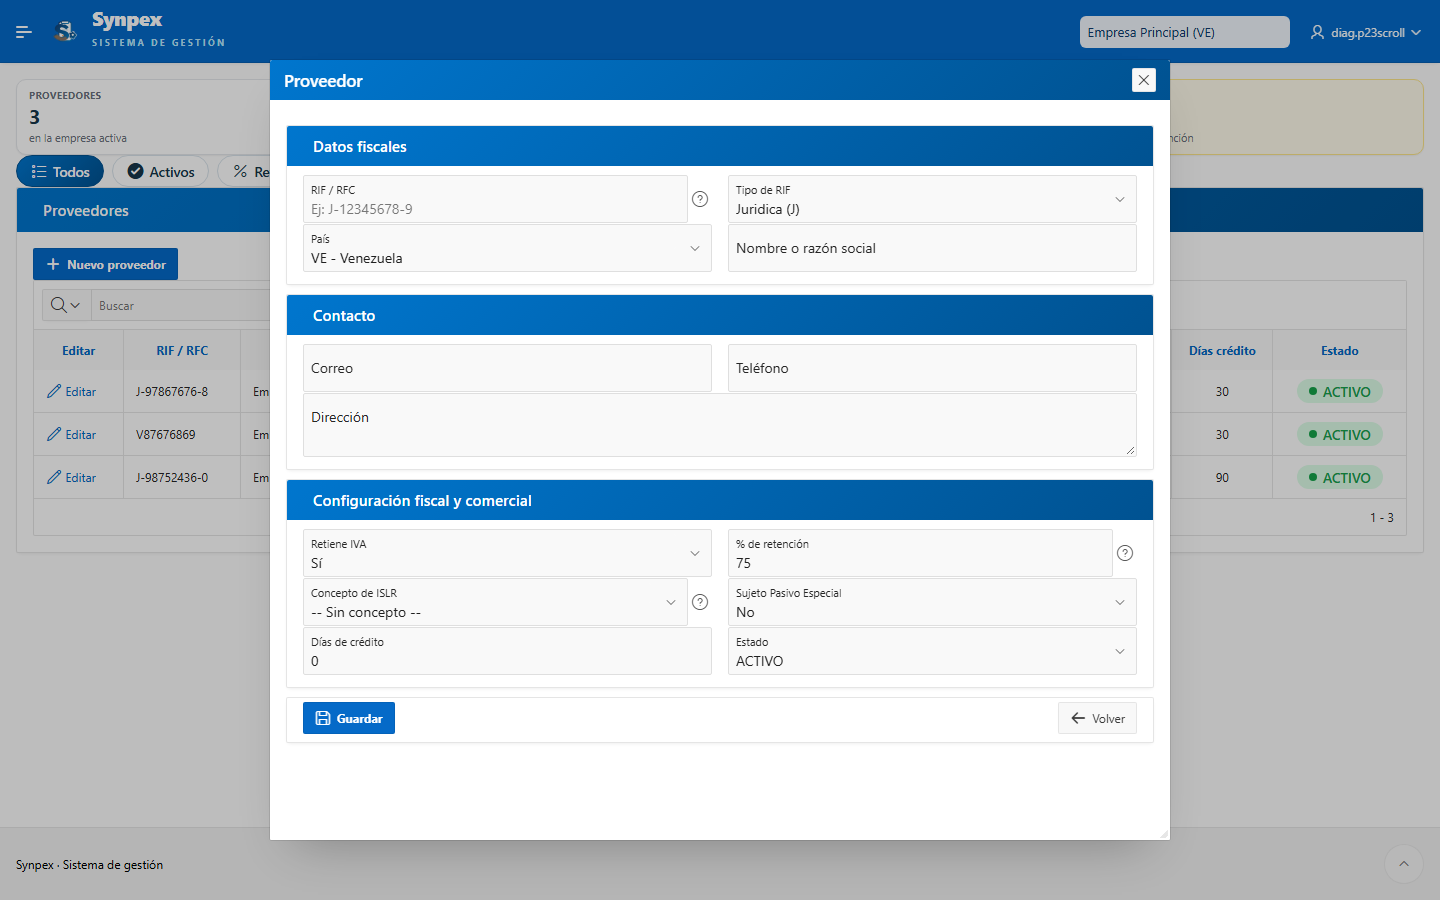 Synpex
SISTEMA DE GESTIÓN
Empresa Principal (VE)
diag.p23scroll
PROVEEDORES
3
en la empresa activa
nción
Todos
Activos
Re
Proveedores
Nuevo proveedor
Buscar
Editar
RIF / RFC
Días crédito
Estado
Editar
J-97867676-8
Em
30
ACTIVO
Editar
V87676869
Em
30
ACTIVO
Editar
J-98752436-0
Em
90
ACTIVO
1 - 3
Proveedor
Datos fiscales
RIF / RFC
Ej: J-12345678-9
Tipo de RIF
Juridica (J)
País
VE - Venezuela
Nombre o razón social
Contacto
Correo
Teléfono
Dirección
Configuración fiscal y comercial
Retiene IVA
Sí
% de retención
75
Concepto de ISLR
-- Sin concepto --
Sujeto Pasivo Especial
No
Días de crédito
0
Estado
ACTIVO
Guardar
Volver
Synpex · Sistema de gestión